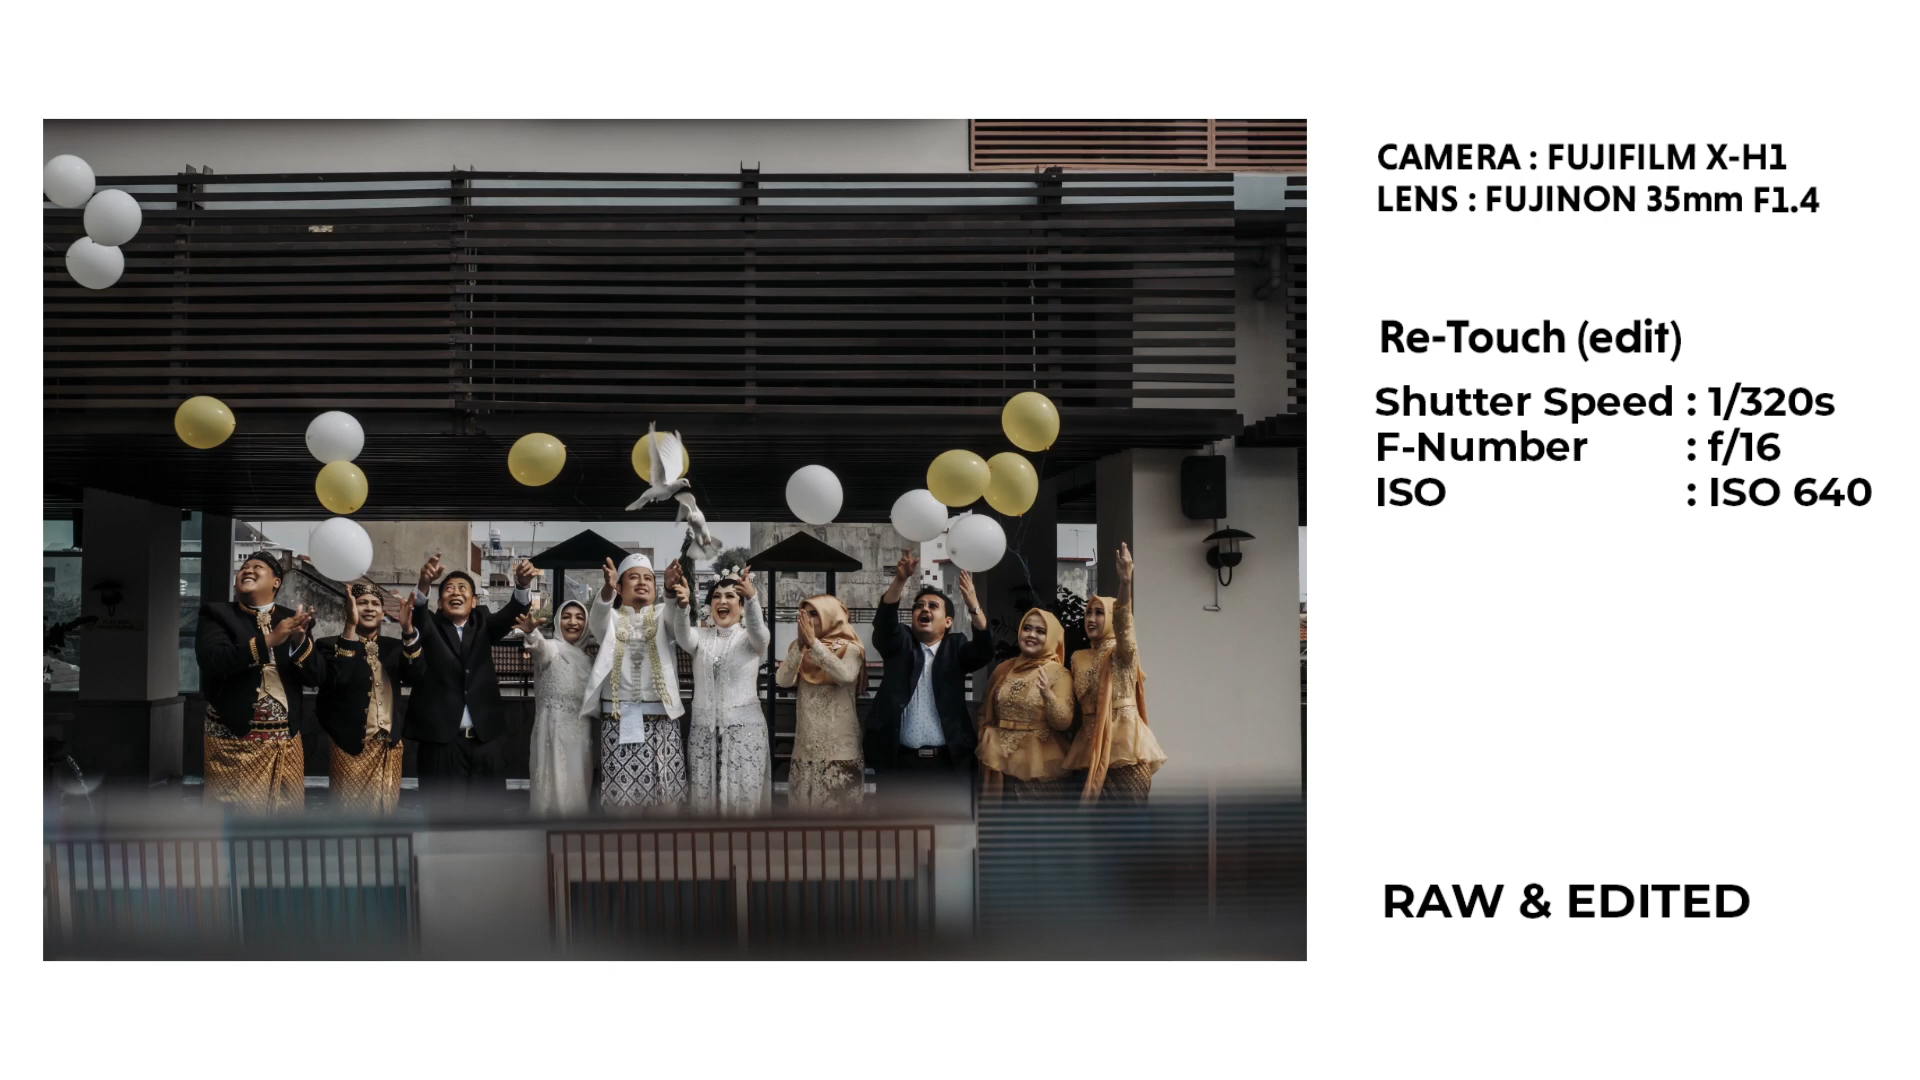 CAMERA : FUJIFILM X-H1
LENS : FUJINON 35mm F1.4
Re-Touch (edit)
Shutter Speed : 1/320s
F-Number : f/16
ISO : ISO 640
RAW & EDITED